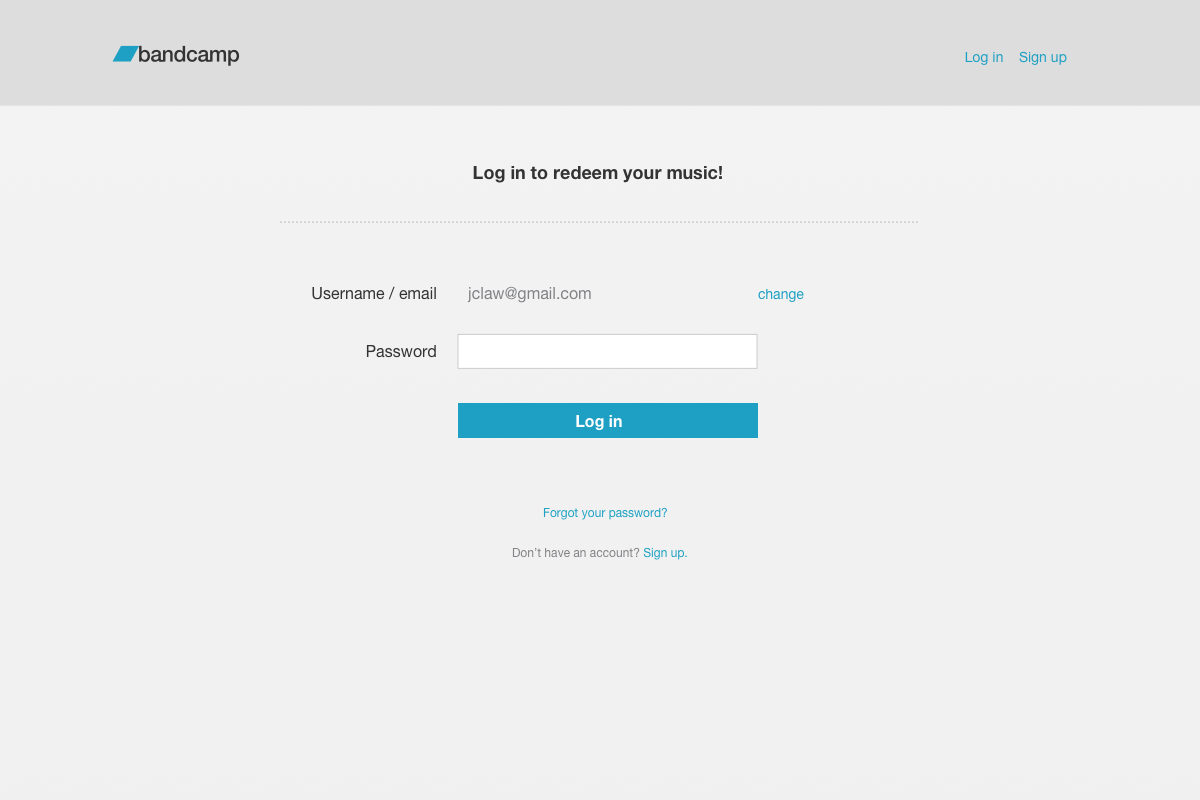 bandcamp
Log in Sign up
Log in to redeem your music!
Username / email jclaw@gmail.com change
Password
Log in
Forgot your password?
Don't have an account? Sign up.